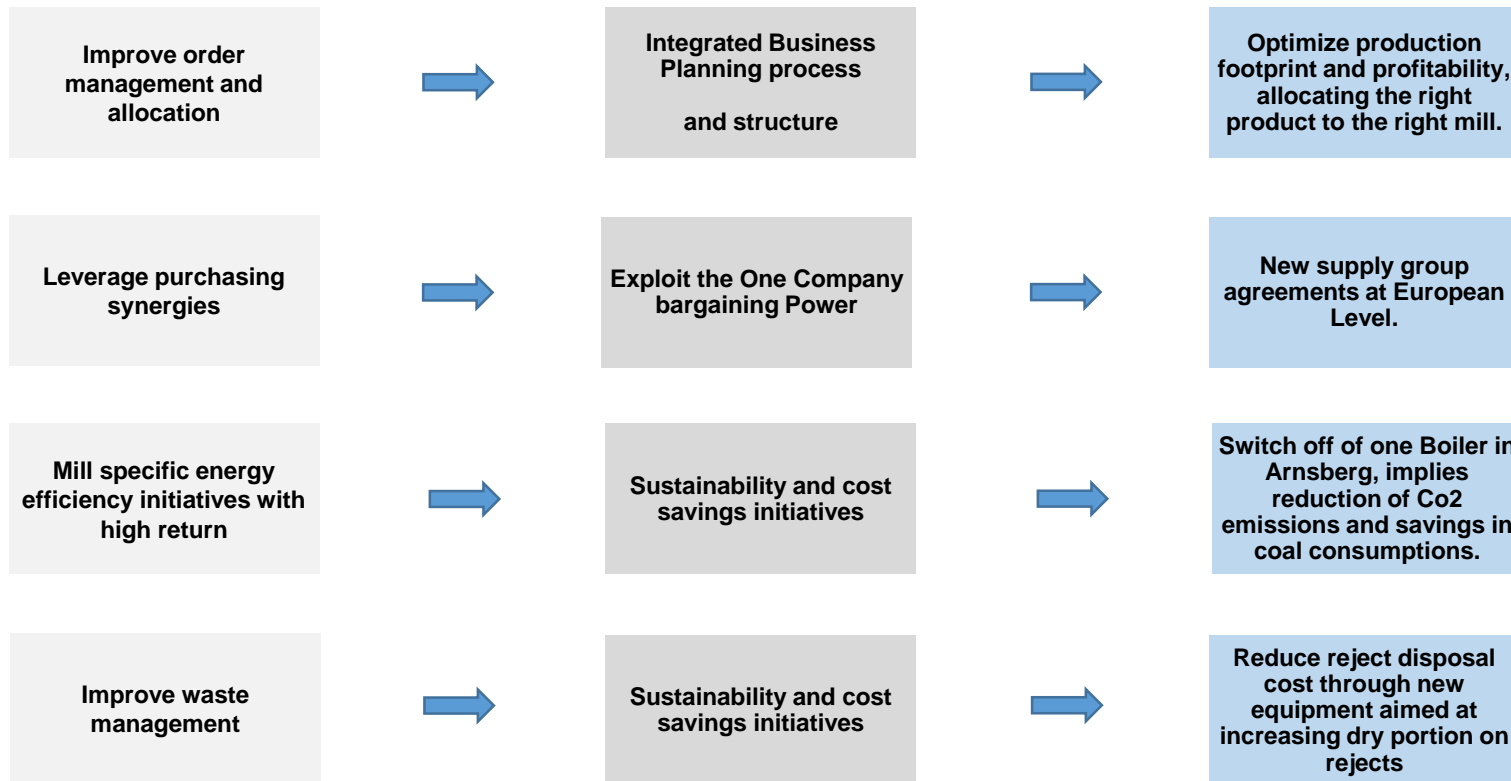 Improve order
management and
allocation
Integrated Business
Planning process
and structure
Optimize production
footprint and profitability,
allocating the right
product to the right mill.
Leverage purchasing
synergies
Exploit the One Company
bargaining Power
New supply group
agreements at European
Level.
Mill specific energy
efficiency initiatives with
high return
Sustainability and cost
savings initiatives
Switch off of one Boiler in
Arnsberg, implies
reduction of Co2
emissions and savings in
coal consumptions.
Improve waste
management
Sustainability and cost
savings initiatives
Reduce reject disposal
cost through new
equipment aimed at
increasing dry portion on
rejects